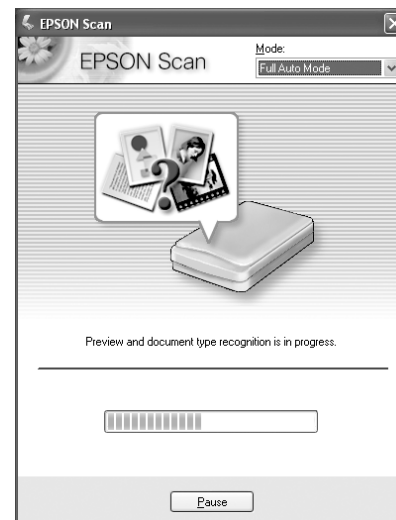 EPSON Scan
EPSON Scan
Mode:
Full Auto Mode
Preview and document type recognition is in progress.
Pause